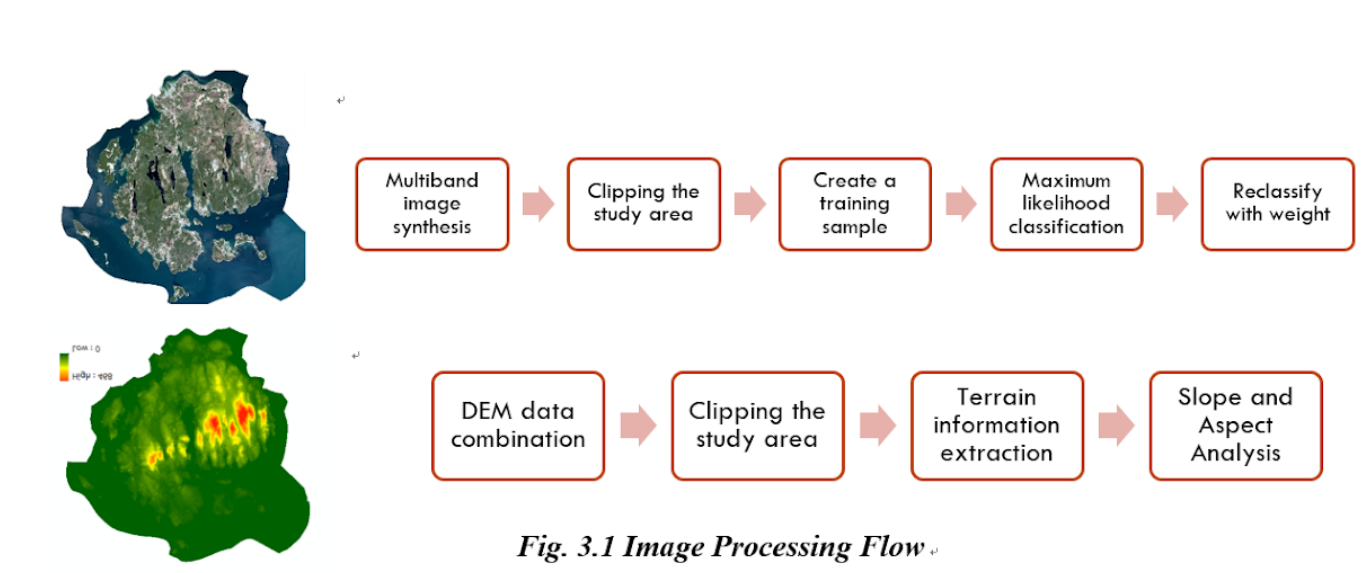 Multiband
image
synthesis
Clipping the
study area
Create a
training
sample
Maximum
likelihood
classification
Reclassify
with weight
Low : 0
High : 468
DEM data
combination
Clipping the
study area
Terrain
information
extraction
Slope and
Aspect
Analysis
Fig. 3.1 Image Processing Flow